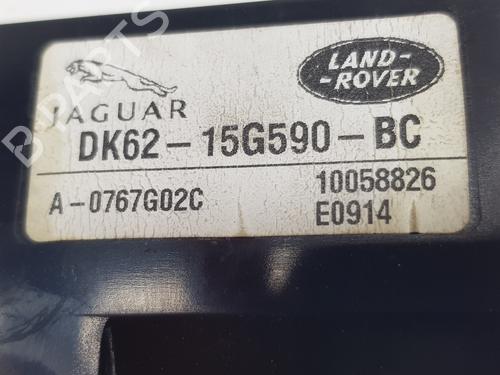 JAGUAR
LAND-
ROVER
DK62-15G590-BC
A-0767G02C
10058826
E0914
B PARTS